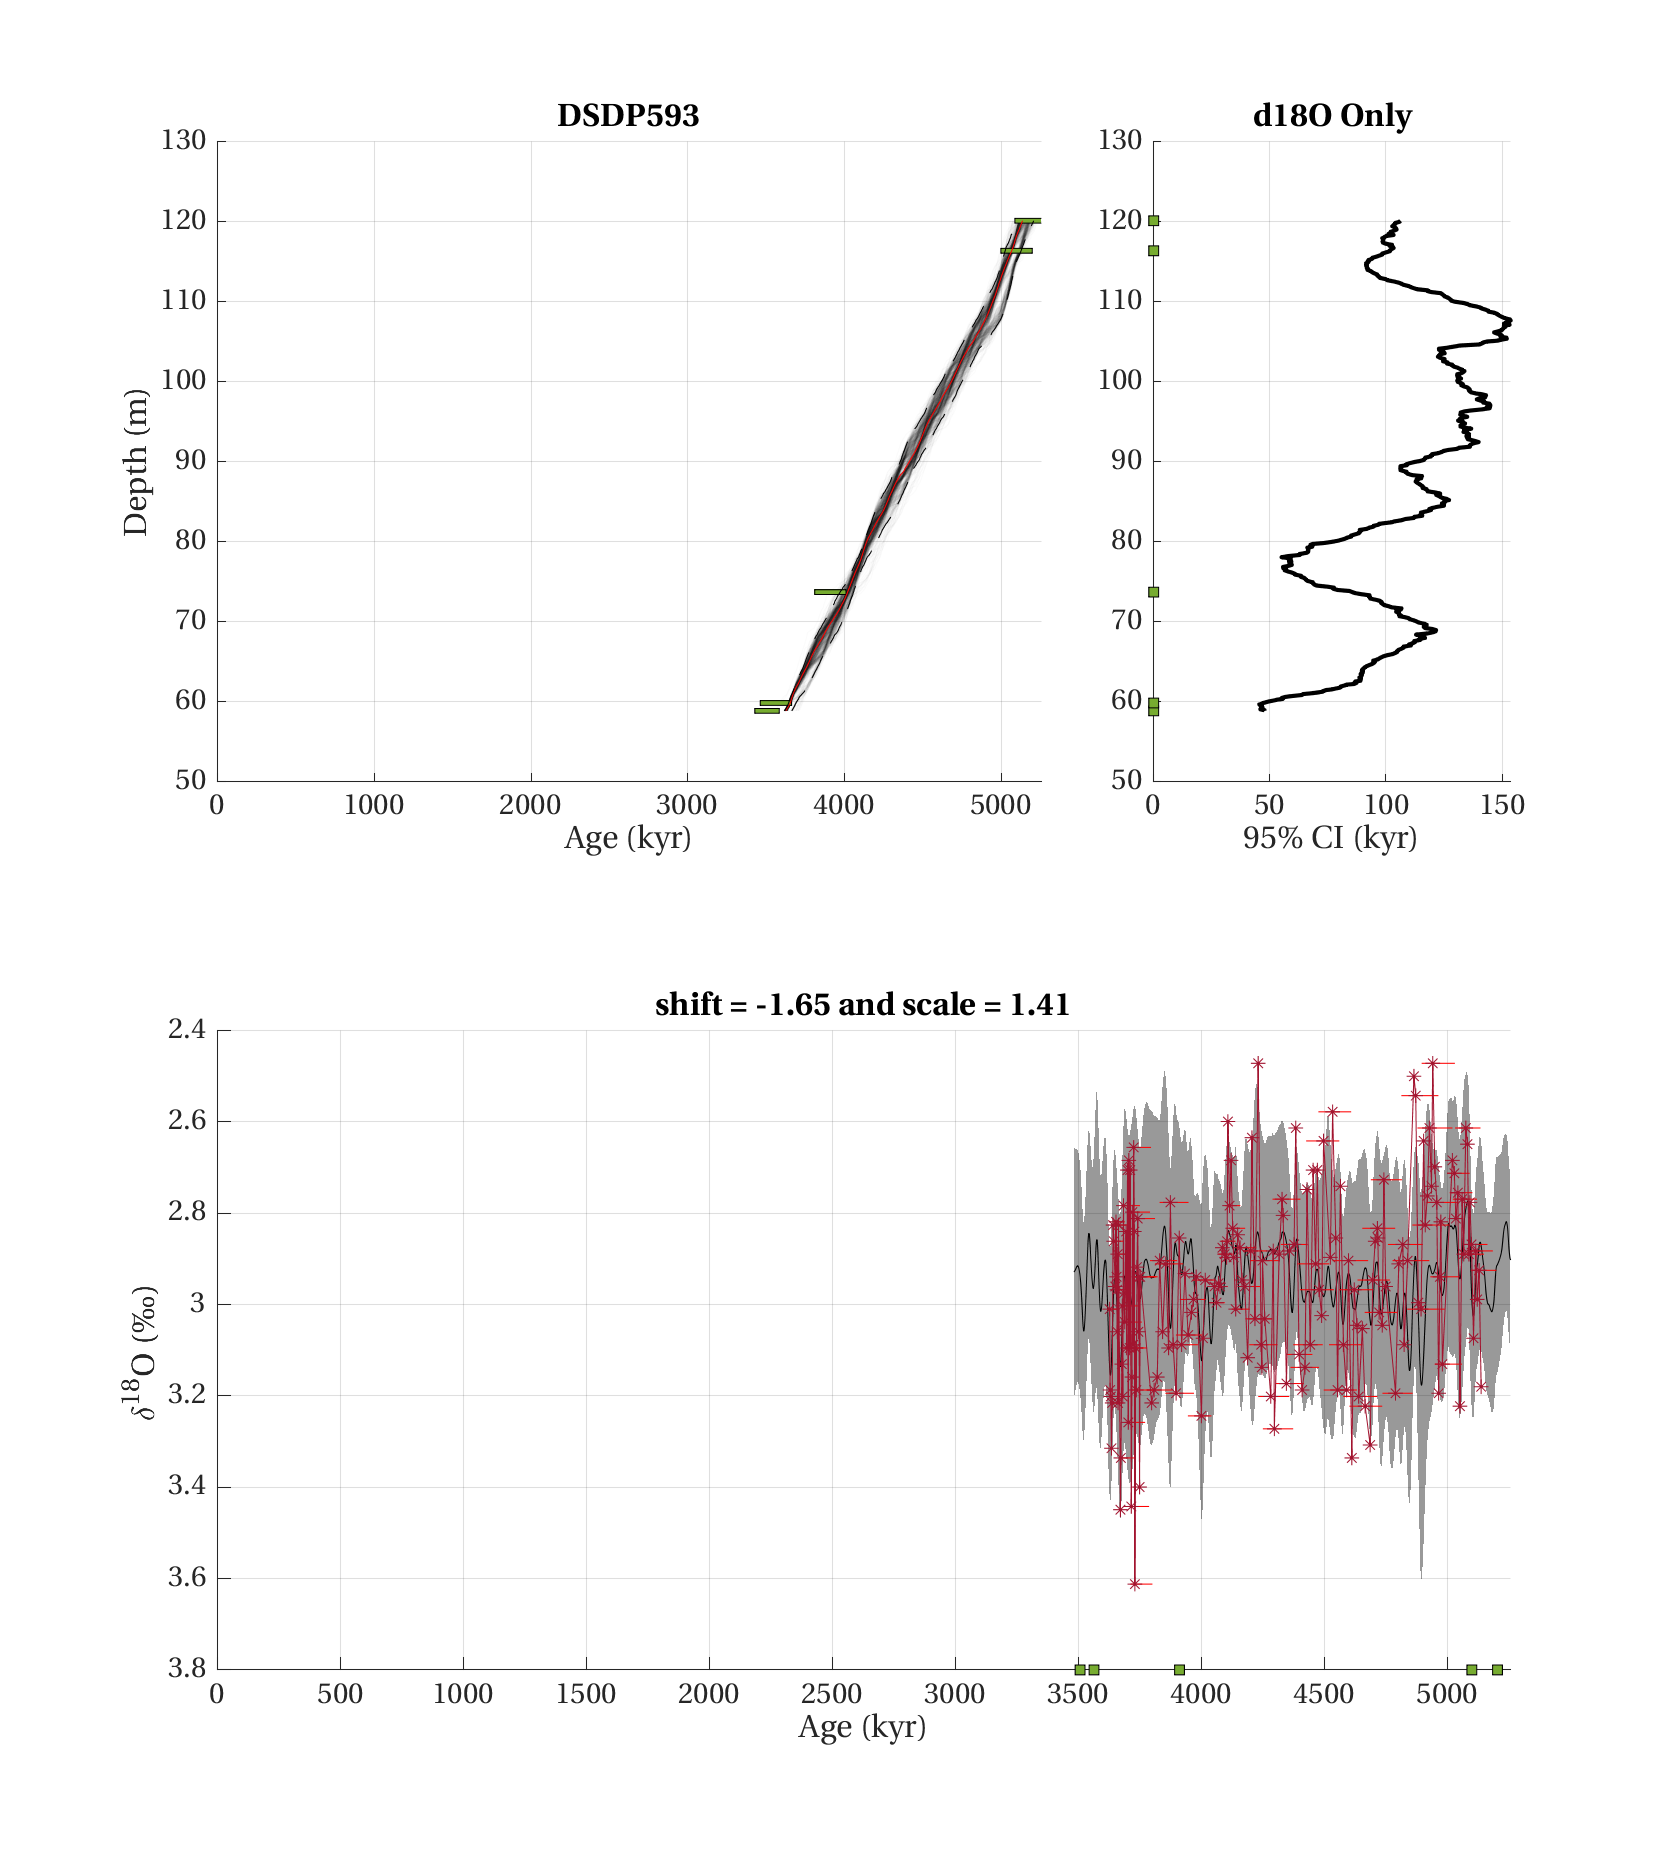 DSDP593
130
120
110
100
90
80
70
60
50
Depth (m)
0 1000 2000 3000 4000 5000
Age (kyr)
d18O Only
130
120
110
100
90
80
70
60
50
0 50 100 150
95% CI (kyr)
shift = -1.65 and scale = 1.41
2.4
2.6
2.8
3
3.2
3.4
3.6
3.8
δ18O (‰)
0 500 1000 1500 2000 2500 3000 3500 4000 4500 5000
Age (kyr)